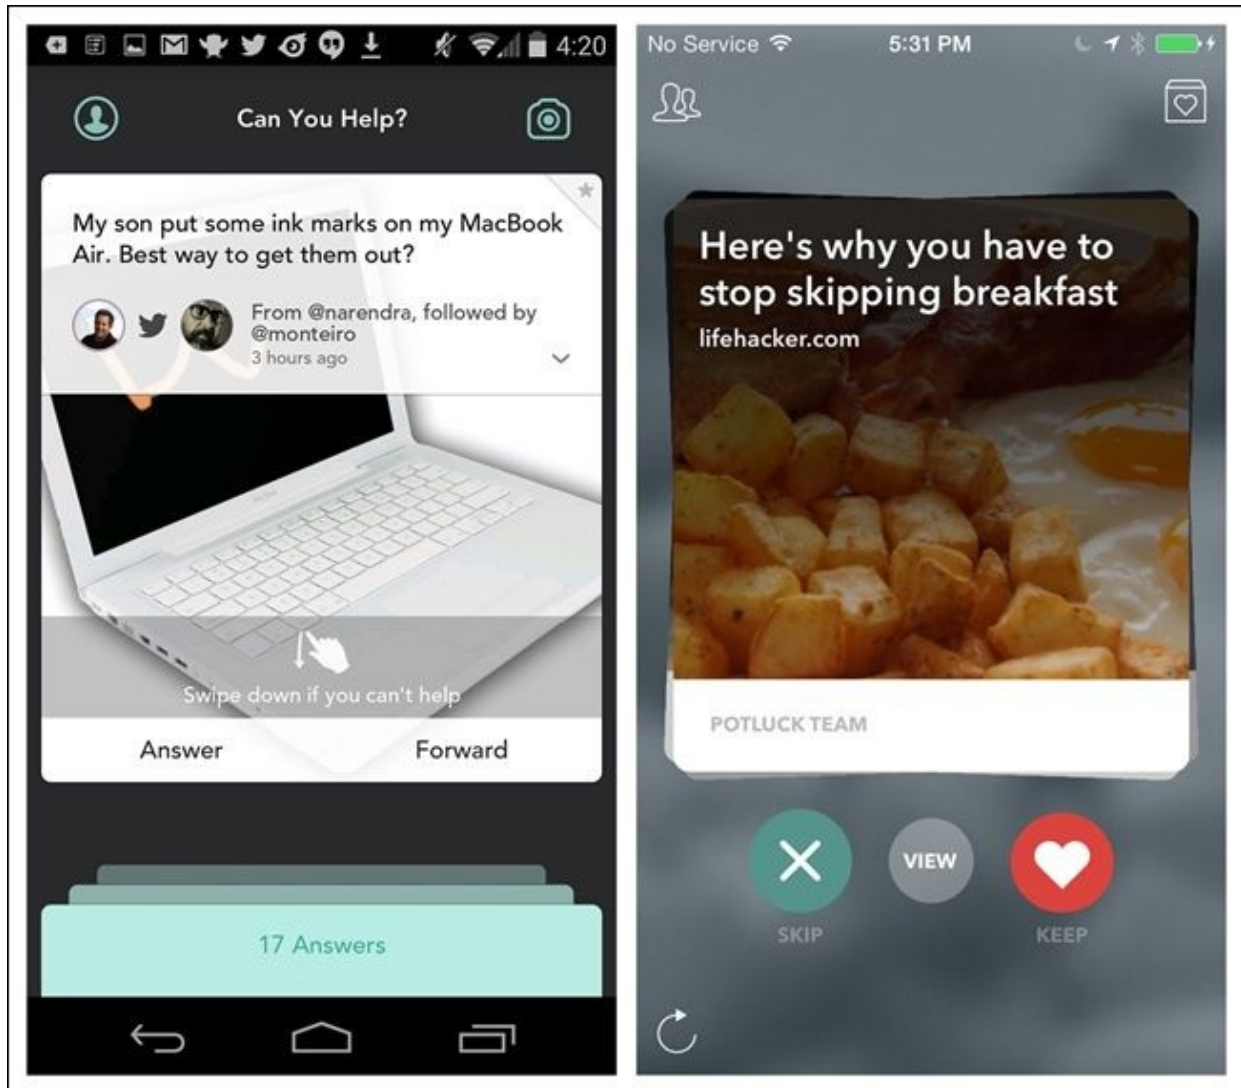 4:20
Can You Help?
My son put some ink marks on my MacBook
Air. Best way to get them out?
From @narendra, followed by
@monteiro
3 hours ago
Swipe down if you can't help
Answer
Forward
17 Answers
No Service
5:31 PM
Here's why you have to
stop skipping breakfast
lifehacker.com
POTLUCK TEAM
VIEW
SKIP
KEEP